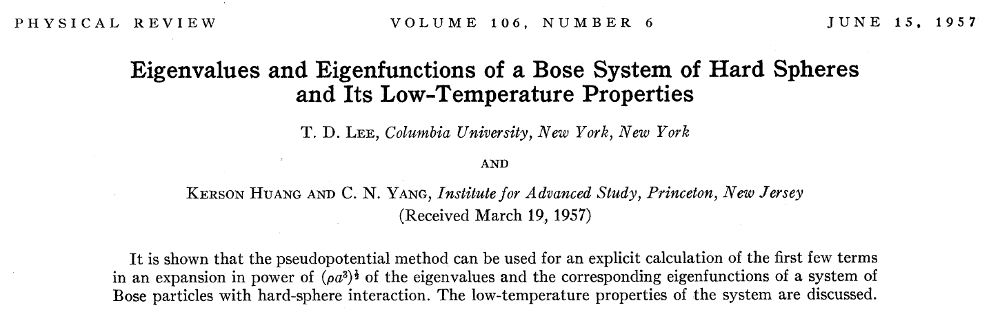 PHYSICAL REVIEW VOLUME 106, NUMBER 6 JUNE 15, 1957
Eigenvalues and Eigenfunctions of a Bose System of Hard Spheres
and Its Low-Temperature Properties
T. D. LEE, Columbia University, New York, New York
AND
KERSON HUANG AND C. N. YANG, Institute for Advanced Study, Princeton, New Jersey
(Received March 19, 1957)
It is shown that the pseudopotential method can be used for an explicit calculation of the first few terms
in an expansion in power of (ρa³)^½ of the eigenvalues and the corresponding eigenfunctions of a system of
Bose particles with hard-sphere interaction. The low-temperature properties of the system are discussed.